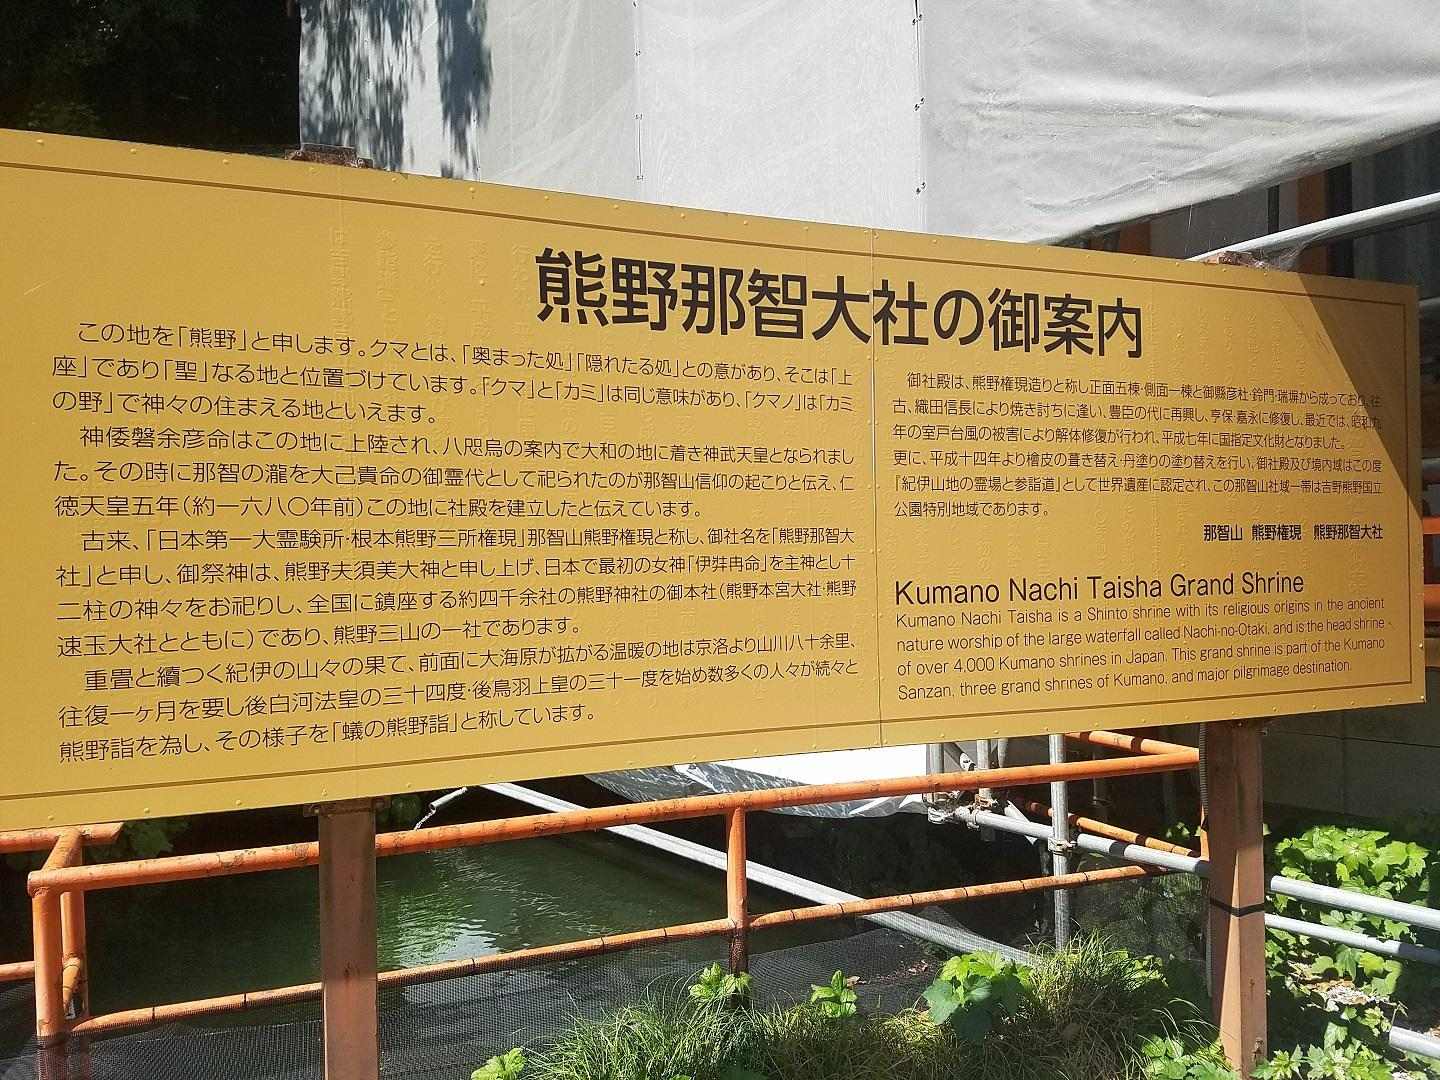 熊野那智大社の御案内
この地を「熊野」と申します。クマとは、「奥まった処」「隠れたる処」との意があり、そこは「上
座」であり「聖」なる地と位置づけています。「クマ」と「カミ」は同じ意味があり、「クマノ」は「カミ
の野」で神々の住まえる地といえます。
神倭磐余彦命はこの地に上陸され、八咫烏の案内で大和の地に着き神武天皇となられまし
た。その時に那智の瀧を大己貴命の御霊代として祀られたのが那智山信仰の起こりと伝え、仁
徳天皇五年(約一六八〇年前)この地に社殿を建立したと伝えています。
古来、「日本第一大霊験所・根本熊野三所権現」那智山熊野権現と称し、御社名を「熊野那智大
社」と申し、御祭神は、熊野夫須美大神と申し上げ、日本で最初の女神「伊弉冉命」を主神とし十
二柱の神々をお祀りし、全国に鎮座する約四千余社の熊野神社の御本社(熊野本宮大社・熊野
速玉大社とともに)であり、熊野三山の一社であります。
重畳と續つく紀伊の山々の果て、前面に大海原が拡がる温暖の地は京洛より山川八十余里、
往復一ヶ月を要し後白河法皇の三十四度・後鳥羽上皇の三十一度を始め数多くの人々が続々と
熊野詣を為し、その様子を「蟻の熊野詣」と称しています。
御社殿は、熊野権現造りと称し正面五棟・側面一棟と御縣彦社・鈴門・瑞塀から成っており、往
古、織田信長により焼き討ちに逢い、豊臣の代に再興し、享保・嘉永に修復し、最近では、昭和九
年の室戸台風の被害により解体修復が行われ、平成七年に国指定文化財となりました。
更に、平成十四年より檜皮の葺き替え・丹塗りの塗り替えを行い、御社殿及び境内域はこの度
『紀伊山地の霊場と参詣道』として世界遺産に認定され、この那智山社域一帯は吉野熊野国立
公園特別地域であります。
那智山 熊野権現 熊野那智大社
Kumano Nachi Taisha Grand Shrine
Kumano Nachi Taisha is a Shinto shrine with its religious origins in the ancient
nature worship of the large waterfall called Nachi-no-Otaki, and is the head shrine
of over 4,000 Kumano shrines in Japan. This grand shrine is part of the Kumano
Sanzan, three grand shrines of Kumano, and major pilgrimage destination.